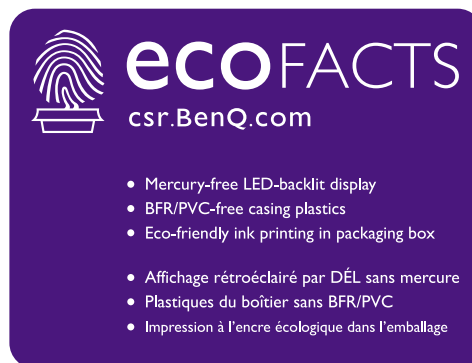 ecoFACTS
csr.BenQ.com
• Mercury-free LED-backlit display
• BFR/PVC-free casing plastics
• Eco-friendly ink printing in packaging box
• Affichage rétroéclairé par DÉL sans mercure
• Plastiques du boîtier sans BFR/PVC
• Impression à l'encre écologique dans l'emballage